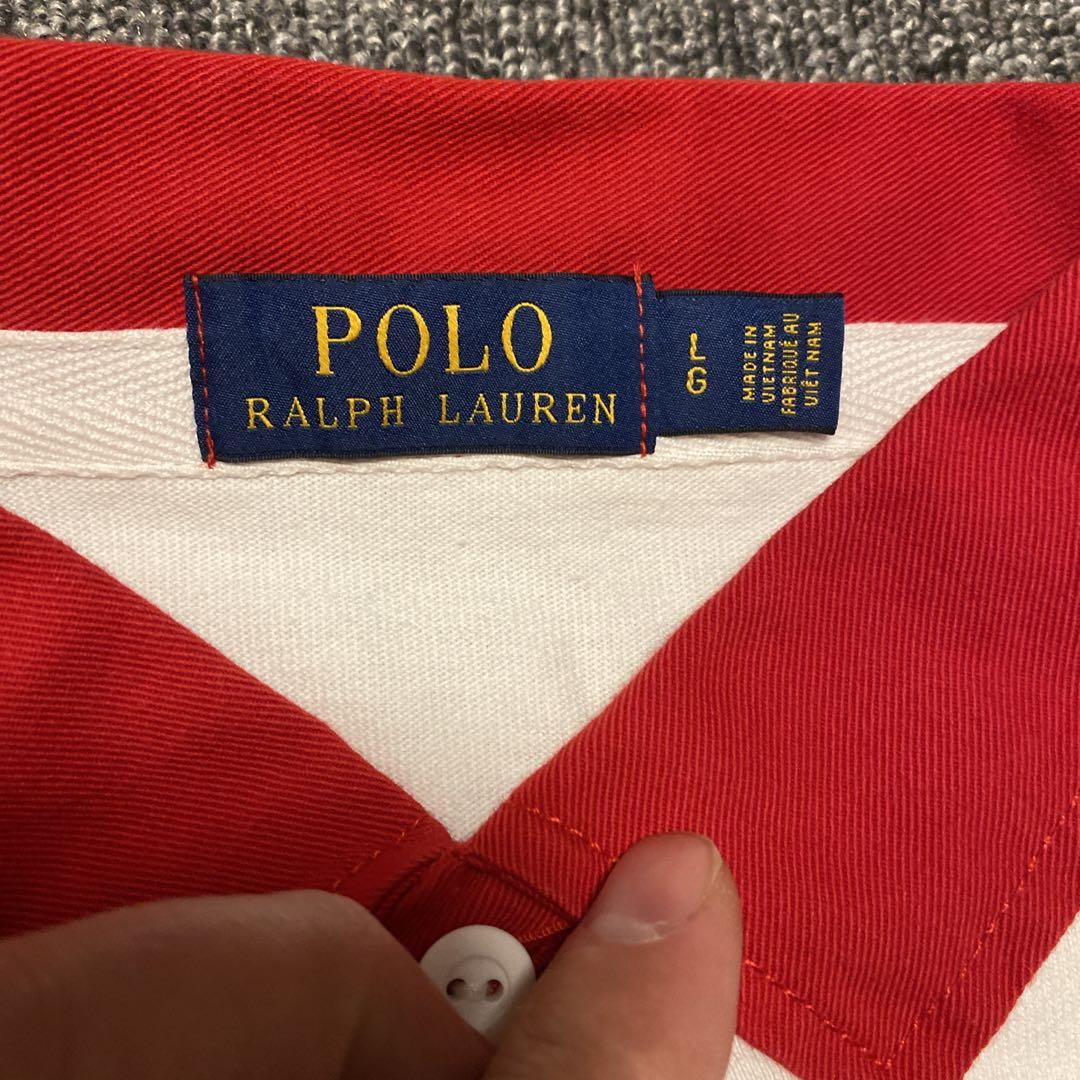 POLO
RALPH LAUREN
L
G
MADE IN
VIETNAM
FABRIQUÉ AU
VIÊT NAM